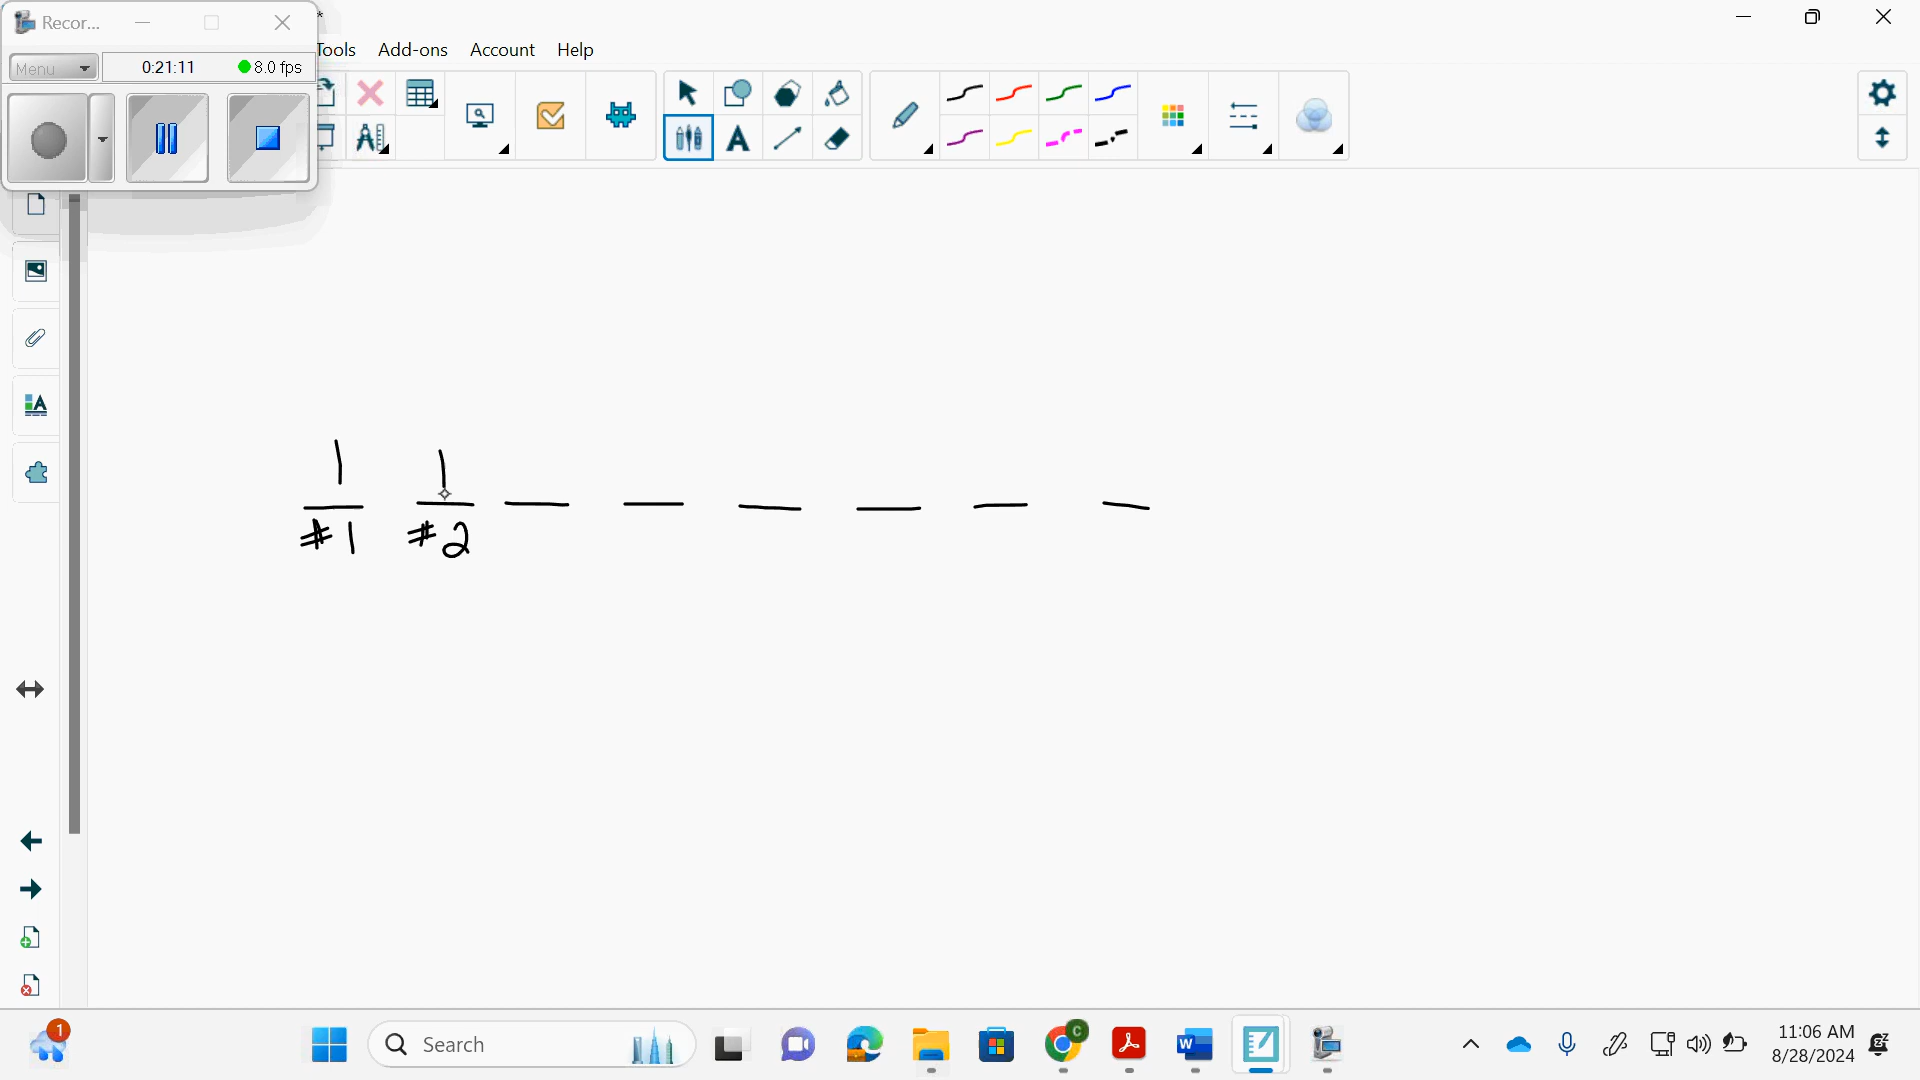 Recor...
*
Menu 0:21:11 8.0 fps
Tools Add-ons Account Help
1 1
#1 #2
1
Search
11:06 AM
8/28/2024